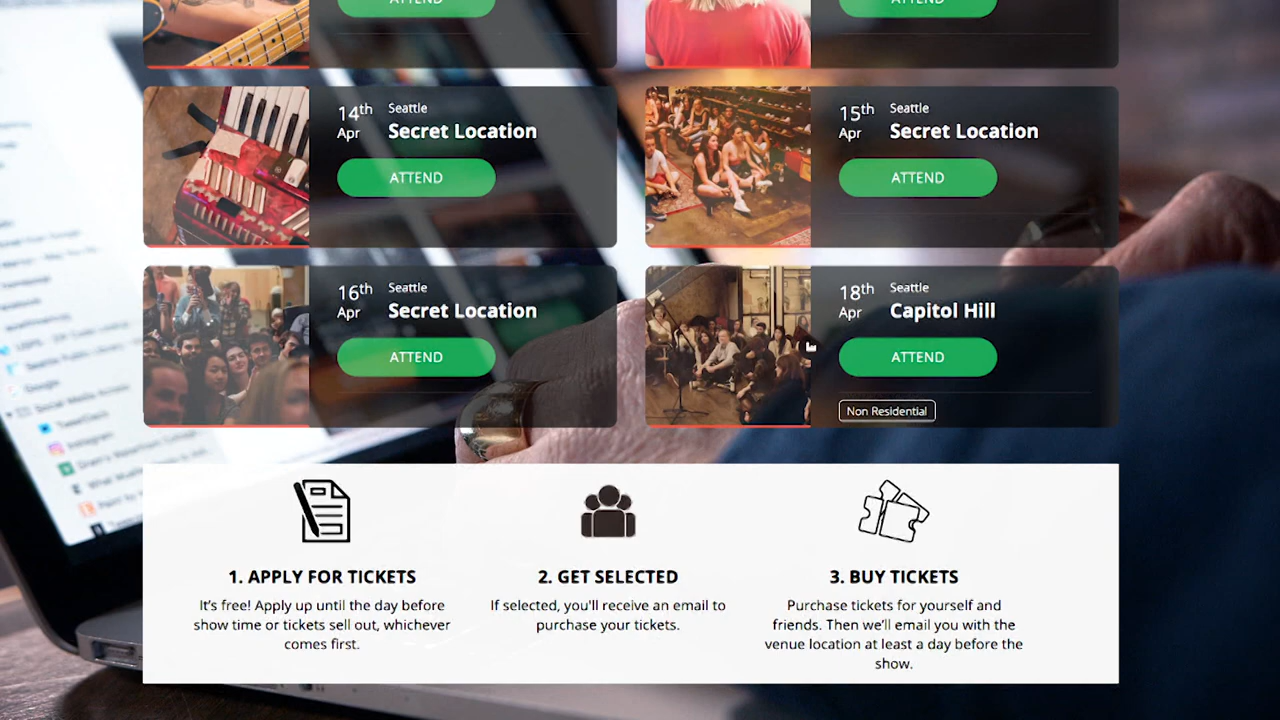 ATTEND
ATTEND
14th
Apr
Seattle
Secret Location
ATTEND
15th
Apr
Seattle
Secret Location
ATTEND
16th
Apr
Seattle
Secret Location
ATTEND
18th
Apr
Seattle
Capitol Hill
ATTEND
Non Residential
Google
Instagram
1. APPLY FOR TICKETS
It's free! Apply up until the day before
show time or tickets sell out, whichever
comes first.
2. GET SELECTED
If selected, you'll receive an email to
purchase your tickets.
3. BUY TICKETS
Purchase tickets for yourself and
friends. Then we'll email you with the
venue location at least a day before the
show.